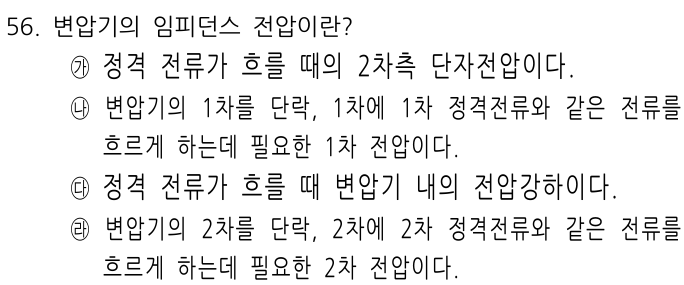 56. 변압기의 임피던스 전압이란?
㉮ 정격 전류가 흐를 때의 2차측 단자전압이다.
㉯ 변압기의 1차를 단락, 1차에 1차 정격전류와 같은 전류를
흐르게 하는데 필요한 1차 전압이다.
㉰ 정격 전류가 흐를 때 변압기 내의 전압강하이다.
㉱ 변압기의 2차를 단락, 2차에 2차 정격전류와 같은 전류를
흐르게 하는데 필요한 2차 전압이다.